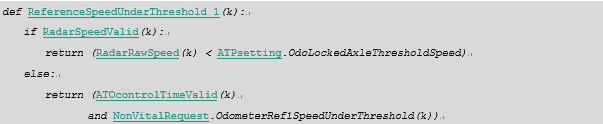 def ReferenceSpeedUnderThreshold_1(k):
if RadarSpeedValid(k):
return (RadarRawSpeed(k) < ATPsetting.OdoLockedAxleThresholdSpeed)
else:
return (ATOcontrolTimeValid(k)
and NonVitalRequest.OdometerRef1SpeedUnderThreshold(k))